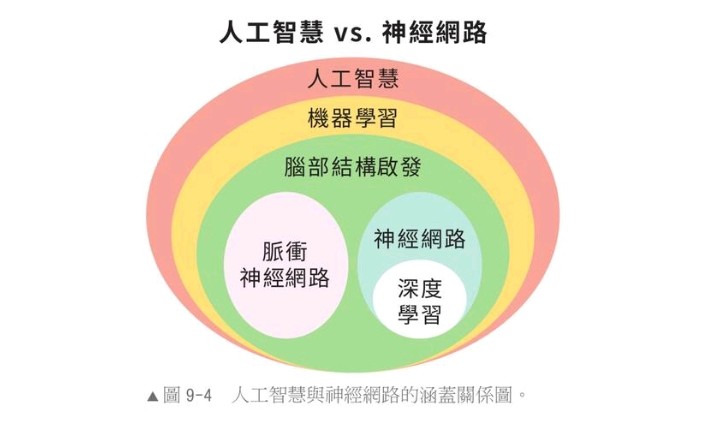 人工智慧 vs. 神經網路
人工智慧
機器學習
腦部結構啟發
脈衝
神經網路
神經網路
深度
學習
▲圖 9-4 人工智慧與神經網路的涵蓋關係圖。